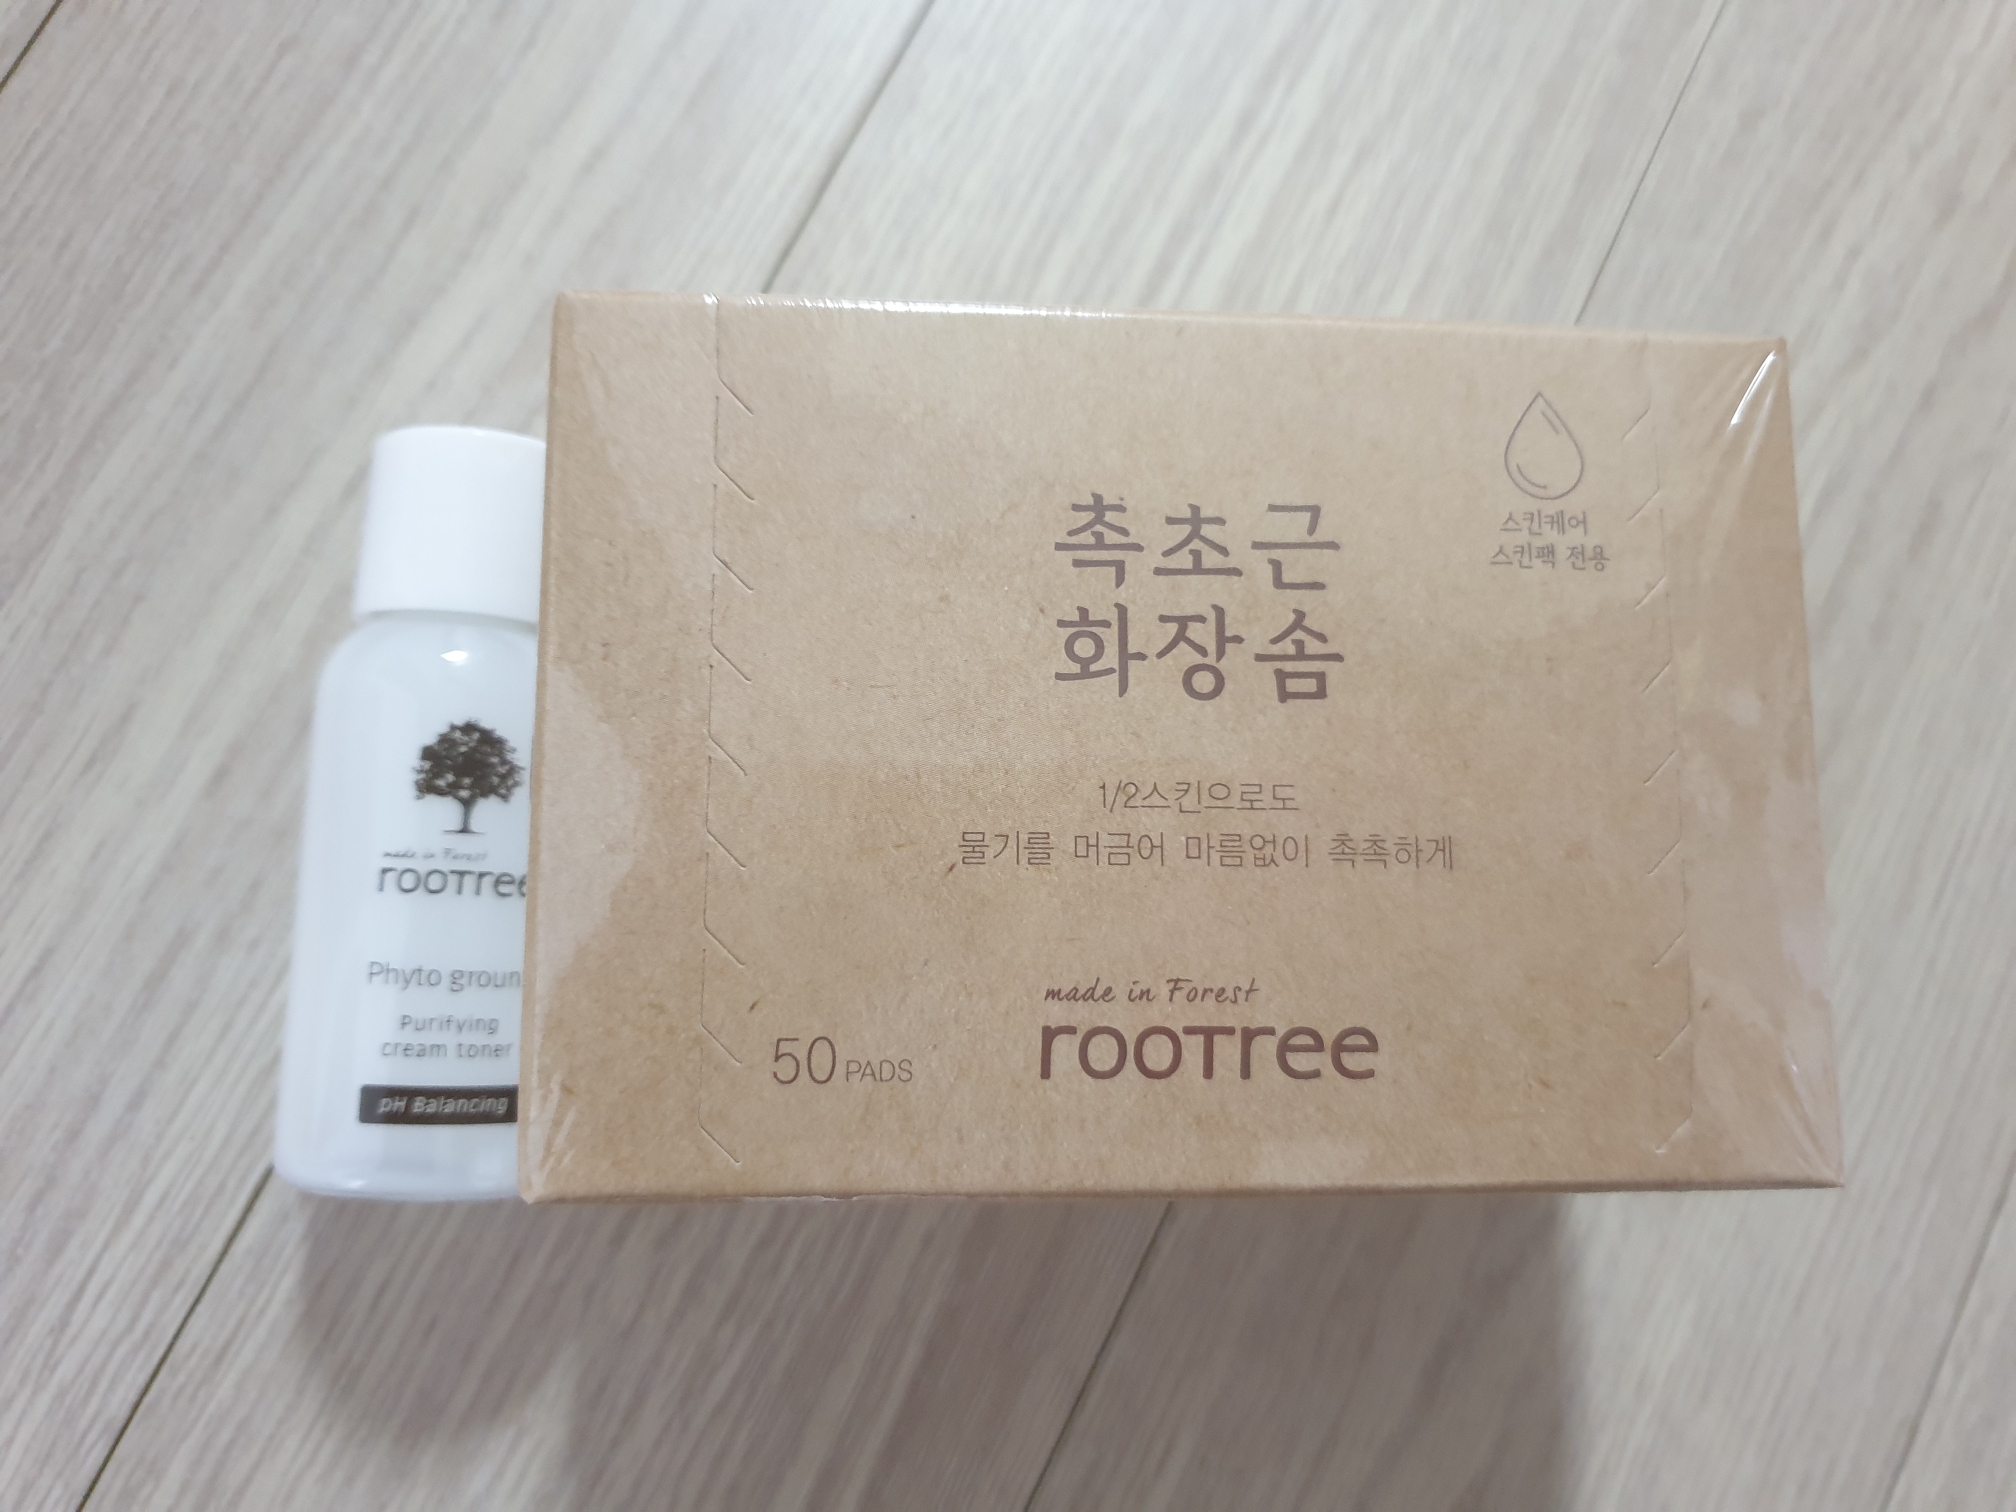 made in Forest
rooTree
Phyto groun
Purifying
cream toner
pH Balancing
스킨케어
스킨팩 전용
촉초근
화장솜
1/2스킨으로도
물기를 머금어 마름없이 촉촉하게
50 PADS
made in Forest
rooTree